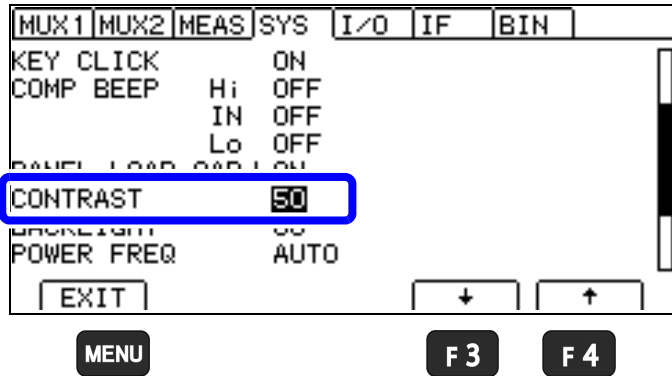 MUX1 MUX2 MEAS SYS I/O IF BIN
KEY CLICK ON
COMP BEEP Hi OFF
IN OFF
Lo OFF
CONTRAST 50
POWER FREQ AUTO
EXIT ↓ ↑
MENU F3 F4